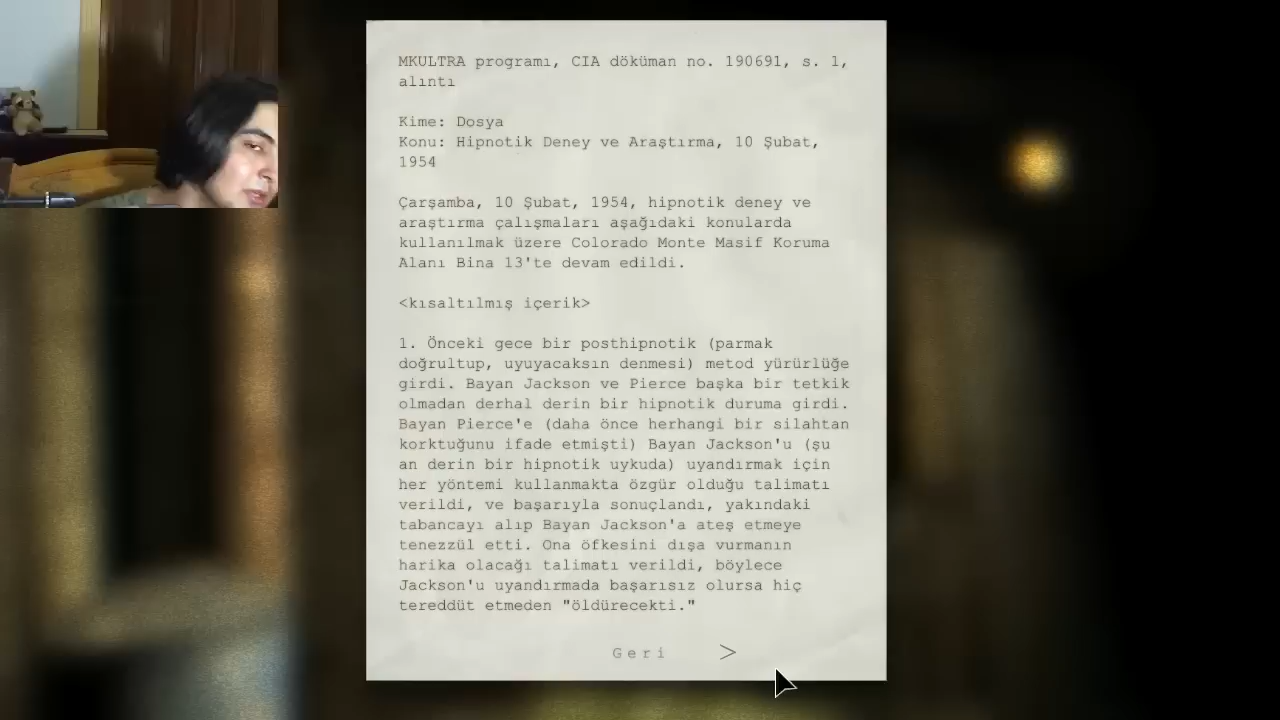 MKULTRA programı, CIA döküman no. 190691, s. 1,
alıntı
Kime: Dosya
Konu: Hipnotik Deney ve Araştırma, 10 Şubat,
1954
Çarşamba, 10 Şubat, 1954, hipnotik deney ve
araştırma çalışmaları aşağıdaki konularda
kullanılmak üzere Colorado Monte Masif Koruma
Alanı Bina 13'te devam edildi.
<kısaltılmış içerik>
1. Önceki gece bir posthipnotik (parmak
doğrultup, uyuyacaksın denmesi) metod yürürlüğe
girdi. Bayan Jackson ve Pierce başka bir tetkik
olmadan derhal derin bir hipnotik duruma girdi.
Bayan Pierce'e (daha önce herhangi bir silahtan
korktuğunu ifade etmişti) Bayan Jackson'u (şu
an derin bir hipnotik uykuda) uyandırmak için
her yöntemi kullanmakta özgür olduğu talimatı
verildi, ve başarıyla sonuçlandı, yakındaki
tabancayı alıp Bayan Jackson'a ateş etmeye
tenezzül etti. Ona öfkesini dışa vurmanın
harika olacağı talimatı verildi, böylece
Jackson'u uyandırmada başarısız olursa hiç
tereddüt etmeden "öldürecekti."
Geri >